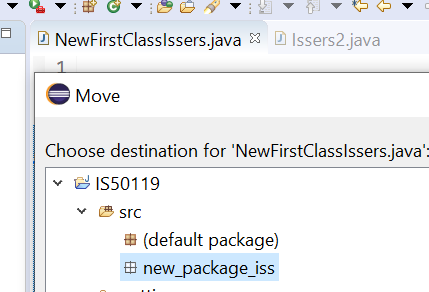 NewFirstClassIssers.java
Issers2.java
1
Move
Choose destination for 'NewFirstClassIssers.java':
IS50119
src
(default package)
new_package_iss